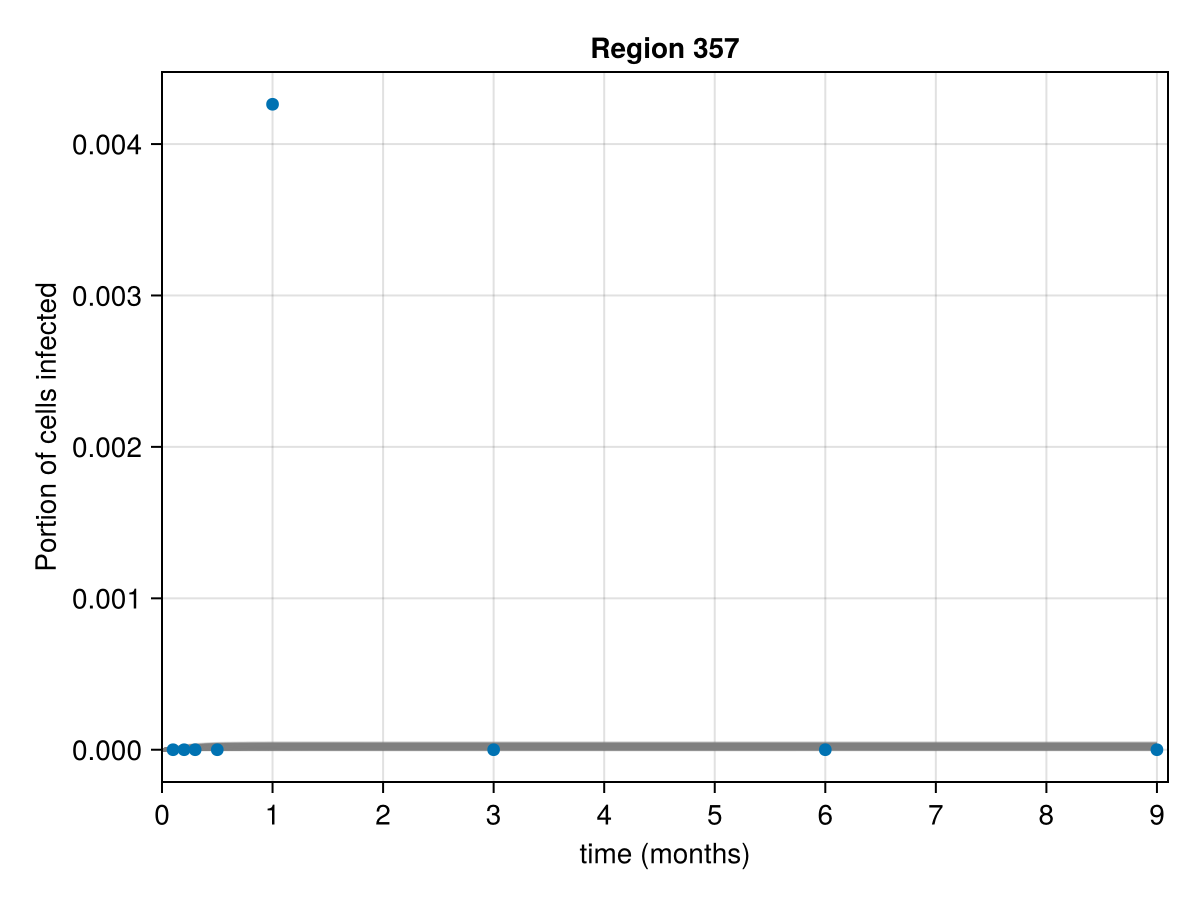 Region 357
Portion of cells infected
0.004
0.003
0.002
0.001
0.000
0 1 2 3 4 5 6 7 8 9
time (months)